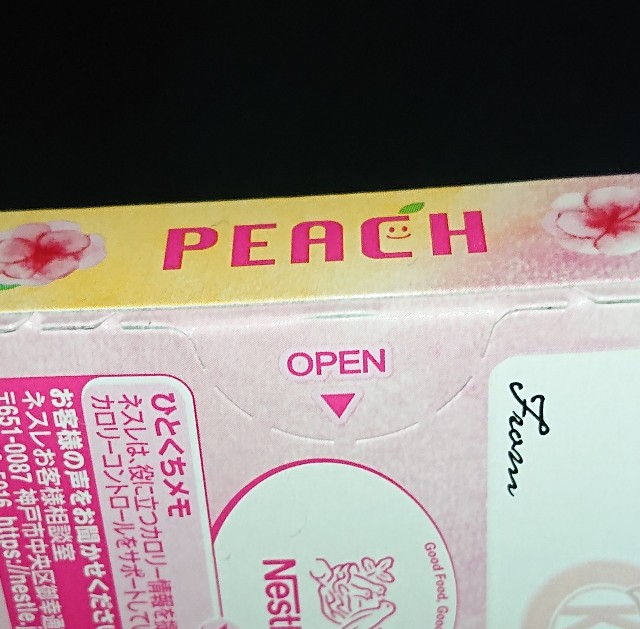 PEACH
OPEN
From
ひとくちメモ
ネスレは、役に立つカロリー情報を
カロリーコントロールをサポートして
お客様の声をお聞かせくださ
ネスレお客様相談室
〒651-0087 神戸市中央区御幸通
https://nestle.j
Good Food, Good
Nestl
K